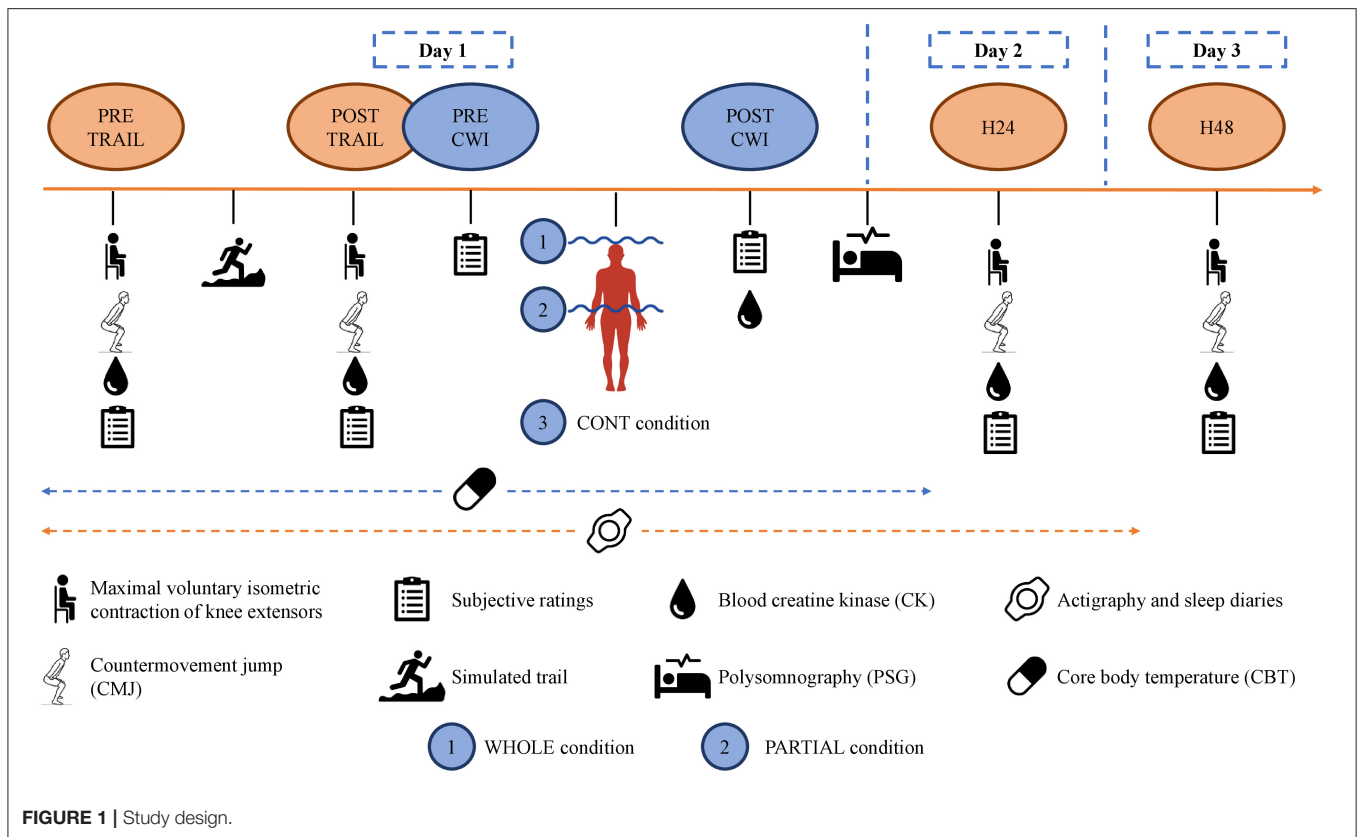 Day 1
Day 2
Day 3
PRE
TRAIL
POST
TRAIL
PRE
CWI
POST
CWI
H24
H48
1
2
3
CONT condition
Maximal voluntary isometric
contraction of knee extensors
Subjective ratings
Blood creatine kinase (CK)
Actigraphy and sleep diaries
Countermovement jump
(CMJ)
Simulated trail
Polysomnography (PSG)
Core body temperature (CBT)
1
WHOLE condition
2
PARTIAL condition
FIGURE 1 | Study design.